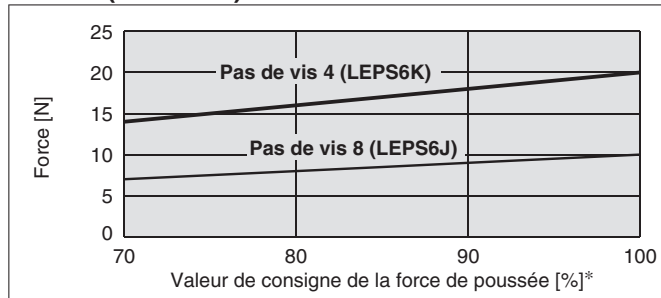 25
20
15
10
5
0
Force [N]
Pas de vis 4 (LEPS6K)
Pas de vis 8 (LEPS6J)
70 80 90 100
Valeur de consigne de la force de poussée [%]*